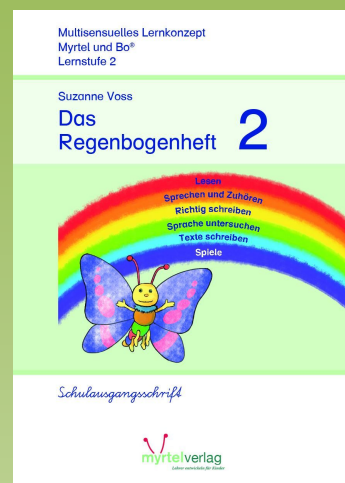 Multisensuelles Lernkonzept
Myrtel und Bo®
Lernstufe 2
Suzanne Voss
Das
Regenbogenheft 2
Lesen
Sprechen und Zuhören
Richtig schreiben
Sprache untersuchen
Texte schreiben
Spiele
Schulausgangsschrift
myrtelverlag
Lehrer entwickeln für Kinder